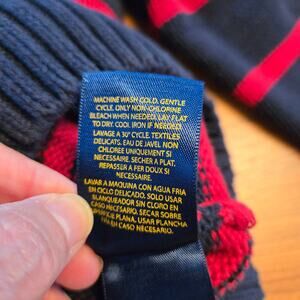 MACHINE WASH COLD, GENTLE
CYCLE, ONLY NON-CHLORINE
BLEACH WHEN NEEDED, LAY FLAT
TO DRY, COOL IRON IF NEEDED.
LAVAGE A 30° CYCLE, TEXTILES
DELICATS, EAU DE JAVEL NON
CHLOREE UNIQUEMENT SI
NECESSAIRE, SECHER A PLAT,
REPASSER A FER DOUX SI
NECESSAIRE.
LAVAR A MAQUINA CON AGUA FRIA
EN CICLO DELICADO, SOLO USAR
BLANQUEADOR SIN CLORO EN
CASO NECESARIO, SECAR SOBRE
SUPERFICIE PLANA, USAR PLANCHA
EN CASO NECESARIO.